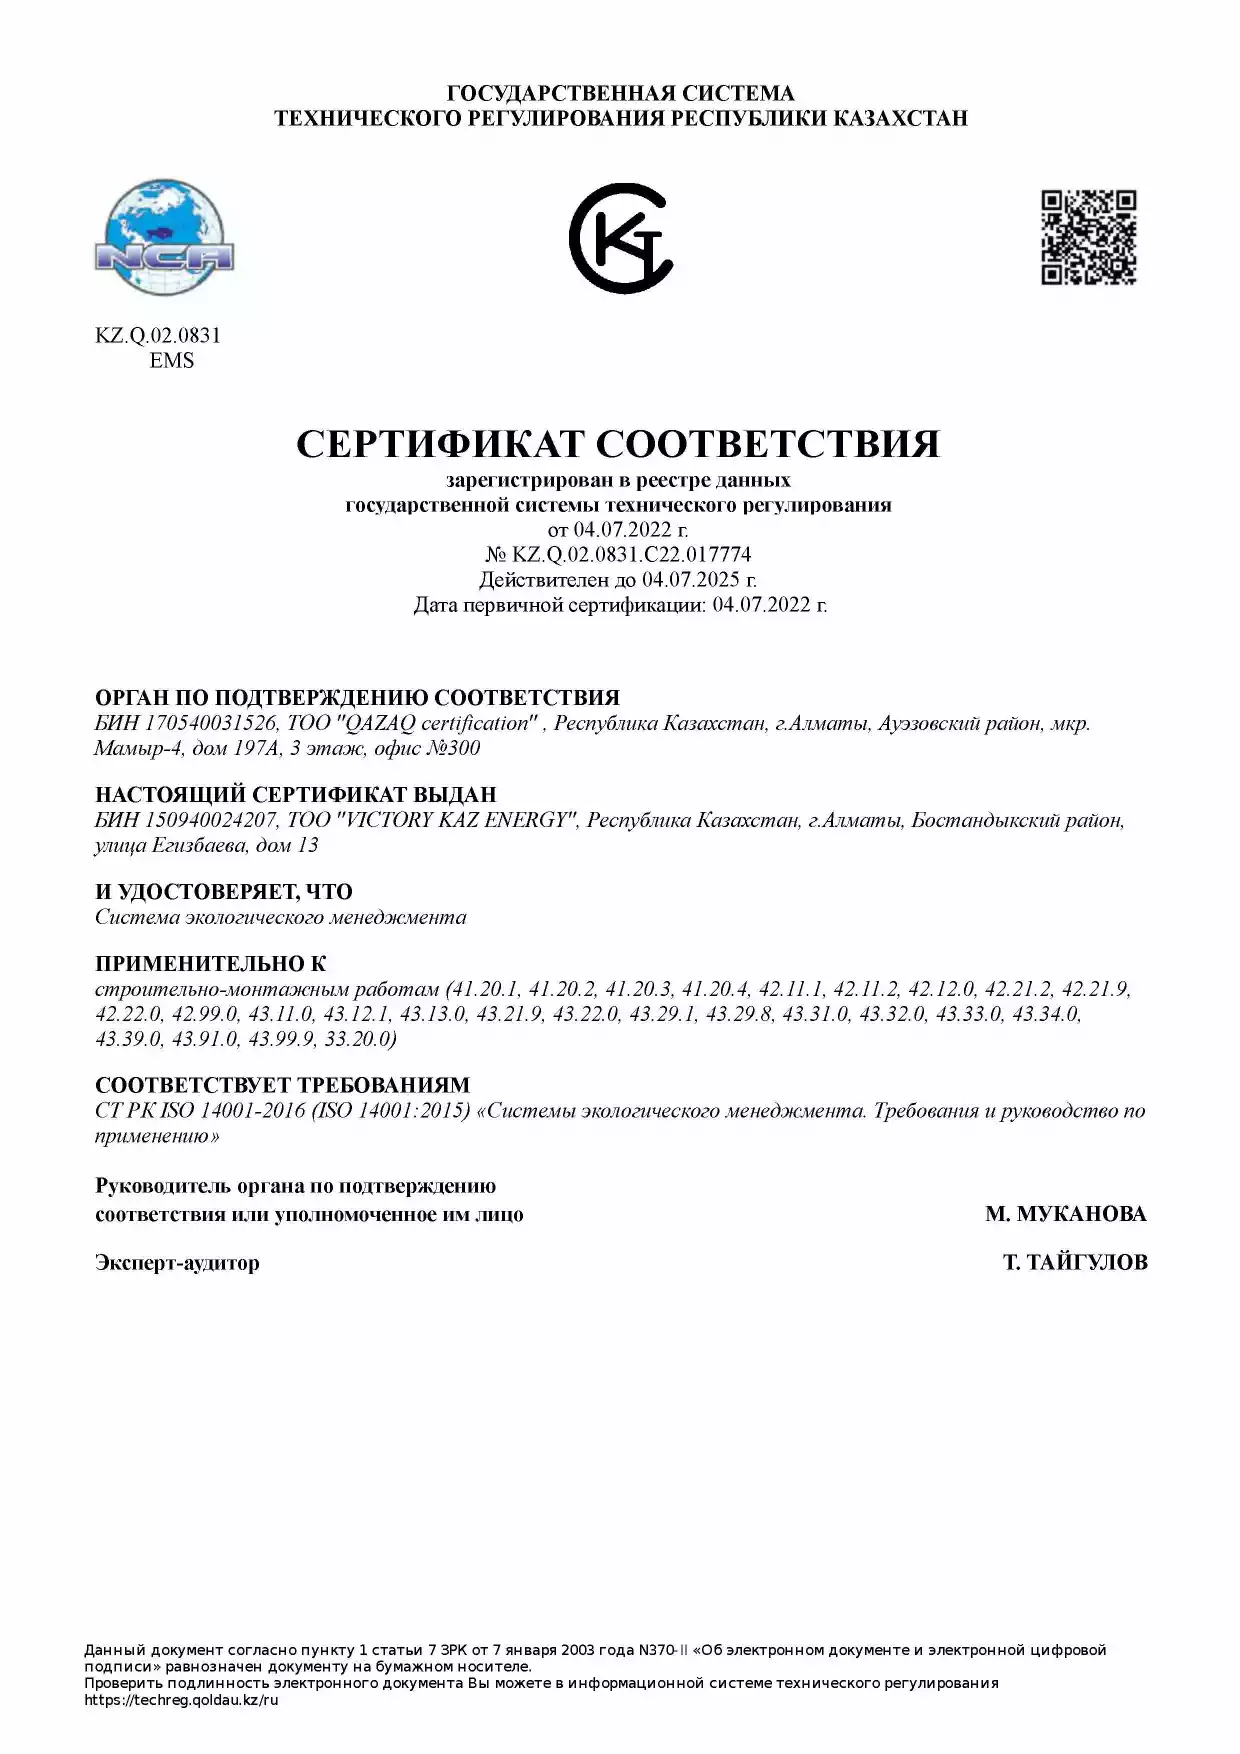 ГОСУДАРСТВЕННАЯ СИСТЕМА
ТЕХНИЧЕСКОГО РЕГУЛИРОВАНИЯ РЕСПУБЛИКИ КАЗАХСТАН
NCA
KZ.Q.02.0831
EMS
СЕРТИФИКАТ СООТВЕТСТВИЯ
зарегистрирован в реестре данных
государственной системы технического регулирования
от 04.07.2022 г.
№ KZ.Q.02.0831.C22.017774
Действителен до 04.07.2025 г.
Дата первичной сертификации: 04.07.2022 г.
ОРГАН ПО ПОДТВЕРЖДЕНИЮ СООТВЕТСТВИЯ
БИН 170540031526, ТОО "QAZAQ certification" , Республика Казахстан, г.Алматы, Ауэзовский район, мкр.
Мамыр-4, дом 197А, 3 этаж, офис №300
НАСТОЯЩИЙ СЕРТИФИКАТ ВЫДАН
БИН 150940024207, ТОО "VICTORY KAZ ENERGY", Республика Казахстан, г.Алматы, Бостандыкский район,
улица Егизбаева, дом 13
И УДОСТОВЕРЯЕТ, ЧТО
Система экологического менеджмента
ПРИМЕНИТЕЛЬНО К
строительно-монтажным работам (41.20.1, 41.20.2, 41.20.3, 41.20.4, 42.11.1, 42.11.2, 42.12.0, 42.21.2, 42.21.9,
42.22.0, 42.99.0, 43.11.0, 43.12.1, 43.13.0, 43.21.9, 43.22.0, 43.29.1, 43.29.8, 43.31.0, 43.32.0, 43.33.0, 43.34.0,
43.39.0, 43.91.0, 43.99.9, 33.20.0)
СООТВЕТСТВУЕТ ТРЕБОВАНИЯМ
СТ РК ISO 14001-2016 (ISO 14001:2015) «Системы экологического менеджмента. Требования и руководство по
применению»
Руководитель органа по подтверждению
соответствия или уполномоченное им лицо М. МУКАНОВА
Эксперт-аудитор Т. ТАЙГУЛОВ
Данный документ согласно пункту 1 статьи 7 ЗРК от 7 января 2003 года N370-II «Об электронном документе и электронной цифровой
подписи» равнозначен документу на бумажном носителе.
Проверить подлинность электронного документа Вы можете в информационной системе технического регулирования
https://techreg.qoldau.kz/ru